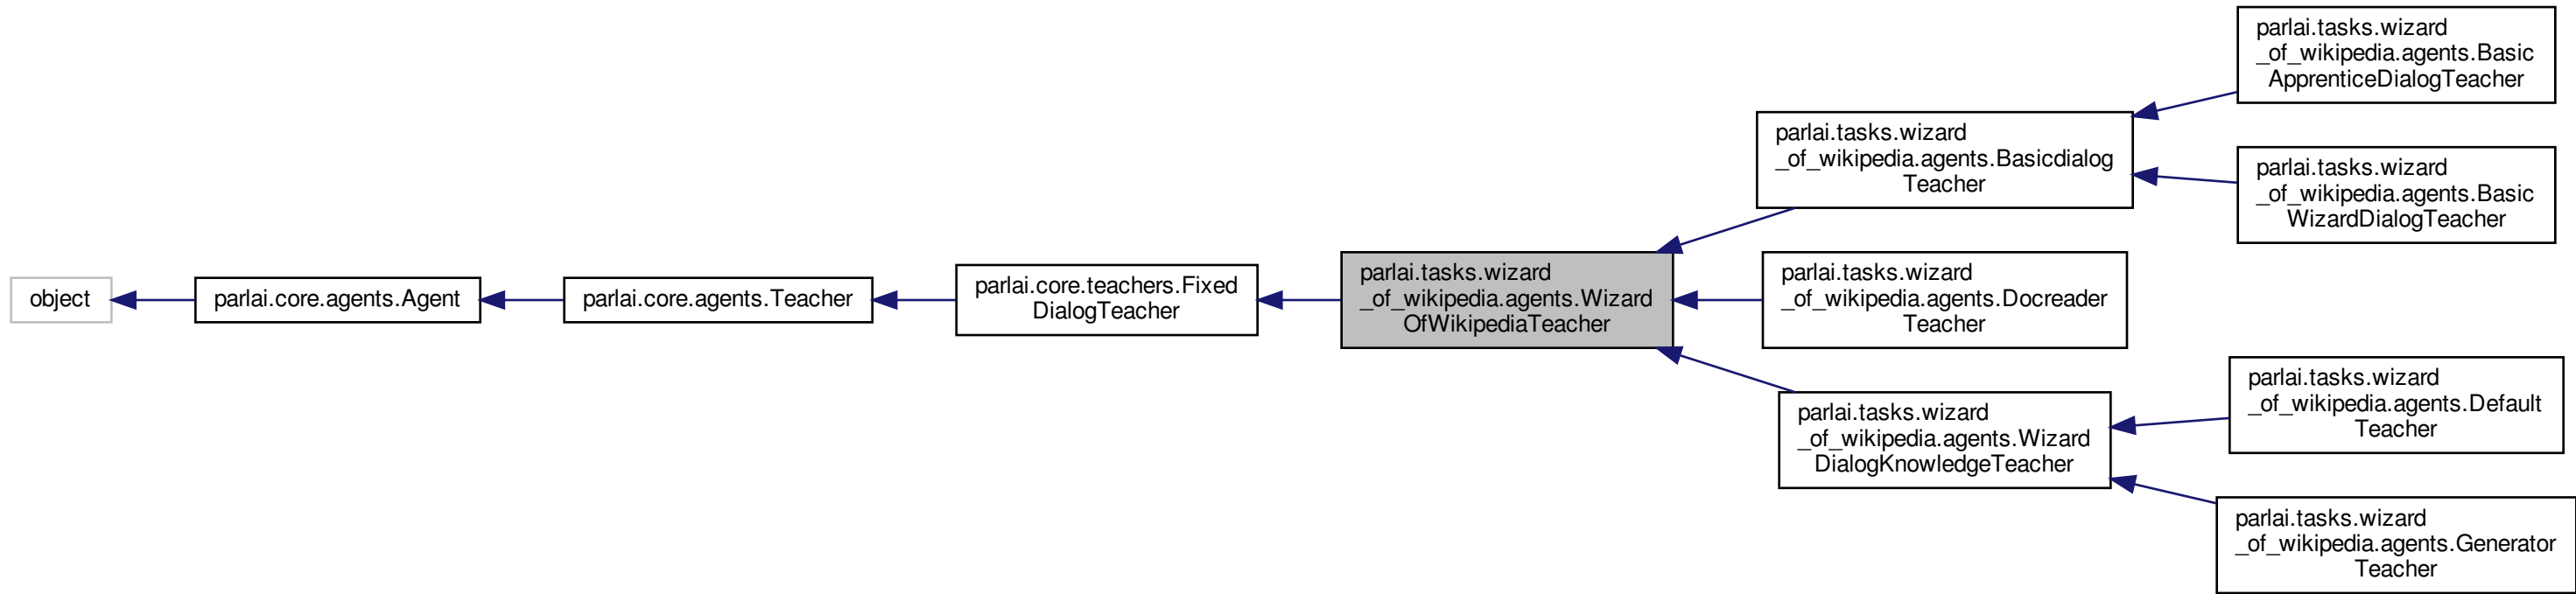 object
parlai.core.agents.Agent
parlai.core.agents.Teacher
parlai.core.teachers.Fixed
DialogTeacher
parlai.tasks.wizard
_of_wikipedia.agents.Wizard
OfWikipediaTeacher
parlai.tasks.wizard
_of_wikipedia.agents.Basicdialog
Teacher
parlai.tasks.wizard
_of_wikipedia.agents.Docreader
Teacher
parlai.tasks.wizard
_of_wikipedia.agents.Wizard
DialogKnowledgeTeacher
parlai.tasks.wizard
_of_wikipedia.agents.Basic
ApprenticeDialogTeacher
parlai.tasks.wizard
_of_wikipedia.agents.Basic
WizardDialogTeacher
parlai.tasks.wizard
_of_wikipedia.agents.Default
Teacher
parlai.tasks.wizard
_of_wikipedia.agents.Generator
Teacher